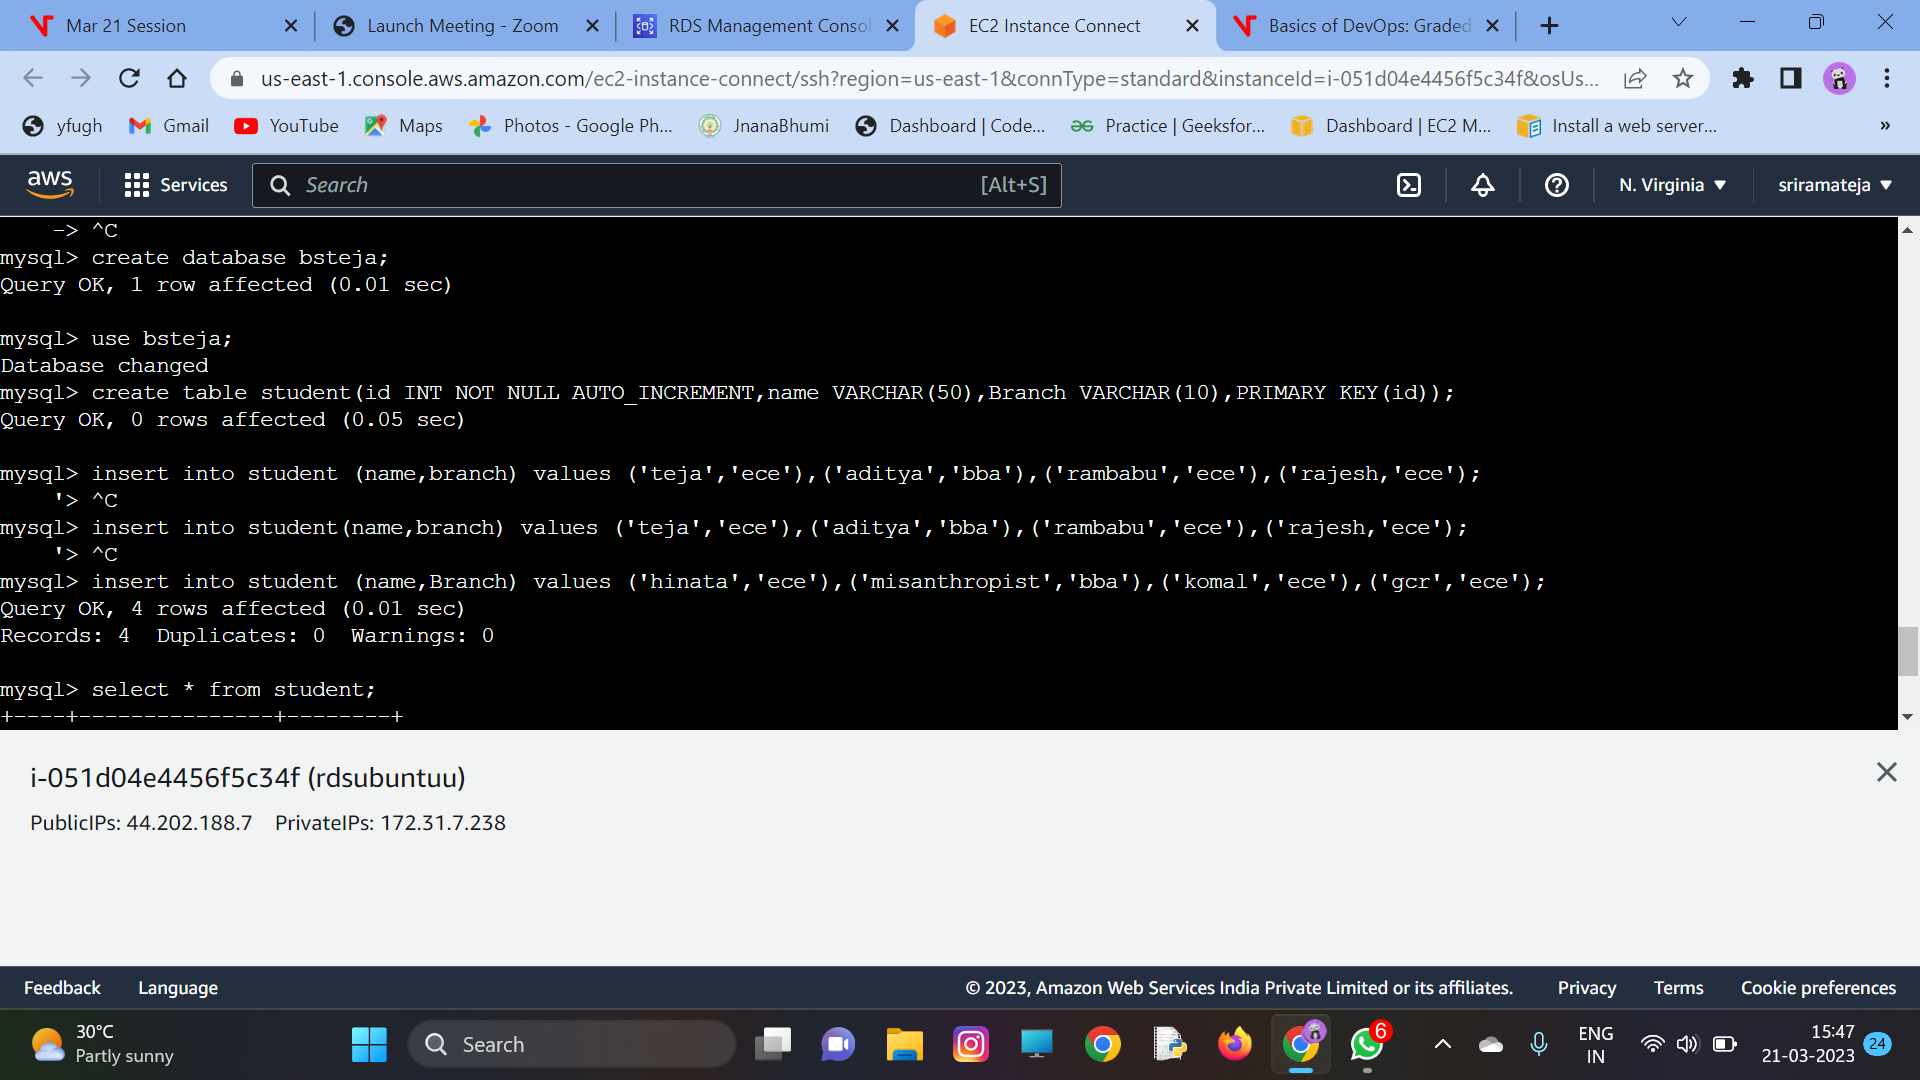 Mar 21 Session
Launch Meeting - Zoom
RDS Management Consol
EC2 Instance Connect
Basics of DevOps: Graded
us-east-1.console.aws.amazon.com/ec2-instance-connect/ssh?region=us-east-1&connType=standard&instanceId=i-051d04e4456f5c34f&osUs...
yfugh
Gmail
YouTube
Maps
Photos - Google Ph...
JnanaBhumi
Dashboard | Code...
Practice | Geeksfor...
Dashboard | EC2 M...
Install a web server...
»
aws
Services
Search
[Alt+S]
N. Virginia
sriramateja
-> ^C
mysql> create database bsteja;
Query OK, 1 row affected (0.01 sec)
mysql> use bsteja;
Database changed
mysql> create table student(id INT NOT NULL AUTO_INCREMENT,name VARCHAR(50),Branch VARCHAR(10),PRIMARY KEY(id));
Query OK, 0 rows affected (0.05 sec)
mysql> insert into student (name,branch) values ('teja','ece'),('aditya','bba'),('rambabu','ece'),('rajesh,'ece');
'> ^C
mysql> insert into student(name,branch) values ('teja','ece'),('aditya','bba'),('rambabu','ece'),('rajesh,'ece');
'> ^C
mysql> insert into student (name,Branch) values ('hinata','ece'),('misanthropist','bba'),('komal','ece'),('gcr','ece');
Query OK, 4 rows affected (0.01 sec)
Records: 4  Duplicates: 0  Warnings: 0
mysql> select * from student;
+----+---------------+--------+
i-051d04e4456f5c34f (rdsubuntuu)
PublicIPs: 44.202.188.7    PrivateIPs: 172.31.7.238
Feedback
Language
© 2023, Amazon Web Services India Private Limited or its affiliates.
Privacy
Terms
Cookie preferences
30°C
Partly sunny
Search
6
ENG
IN
15:47
21-03-2023
24